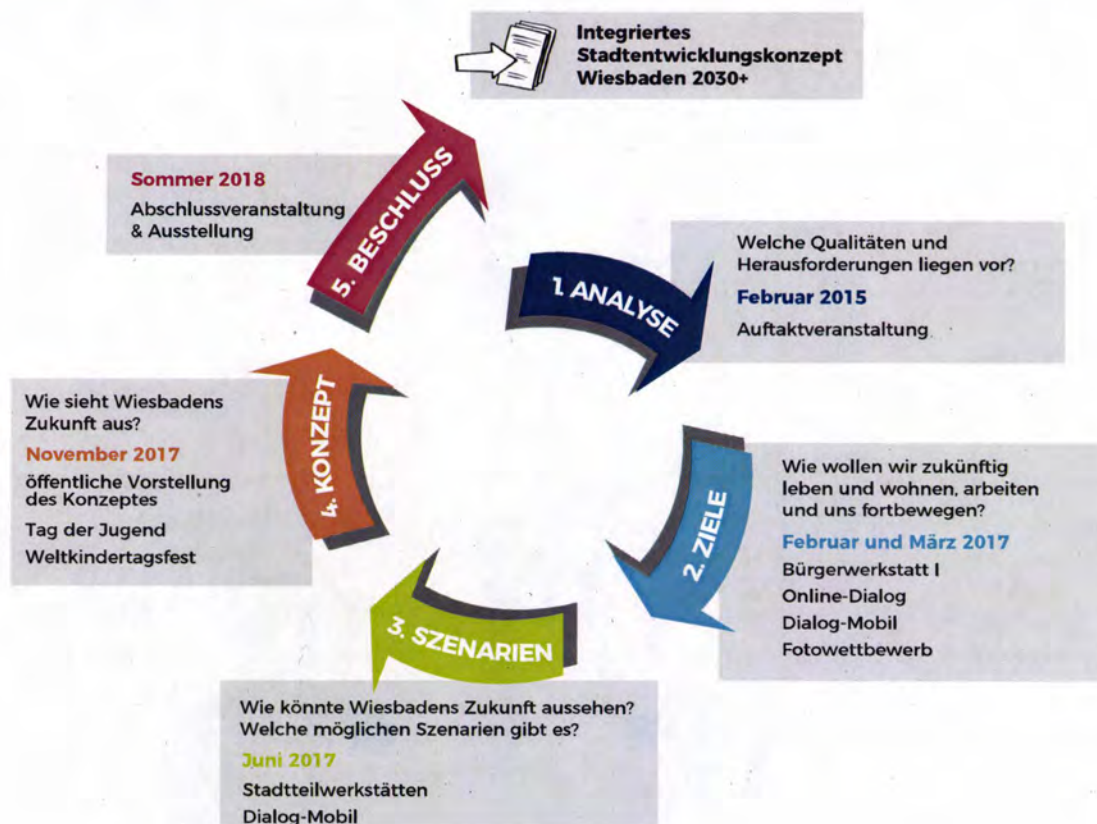 Integriertes
Stadtentwicklungskonzept
Wiesbaden 2030+
1. ANALYSE
Welche Qualitäten und
Herausforderungen liegen vor?
Februar 2015
Auftaktveranstaltung
2. ZIELE
Wie wollen wir zukünftig
leben und wohnen, arbeiten
und uns fortbewegen?
Februar und März 2017
Bürgerwerkstatt I
Online-Dialog
Dialog-Mobil
Fotowettbewerb
3. SZENARIEN
Wie könnte Wiesbadens Zukunft aussehen?
Welche möglichen Szenarien gibt es?
Juni 2017
Stadtteilwerkstätten
Dialog-Mobil
4. KONZEPT
Wie sieht Wiesbadens
Zukunft aus?
November 2017
öffentliche Vorstellung
des Konzeptes
Tag der Jugend
Weltkindertagsfest
5. BESCHLUSS
Sommer 2018
Abschlussveranstaltung
& Ausstellung